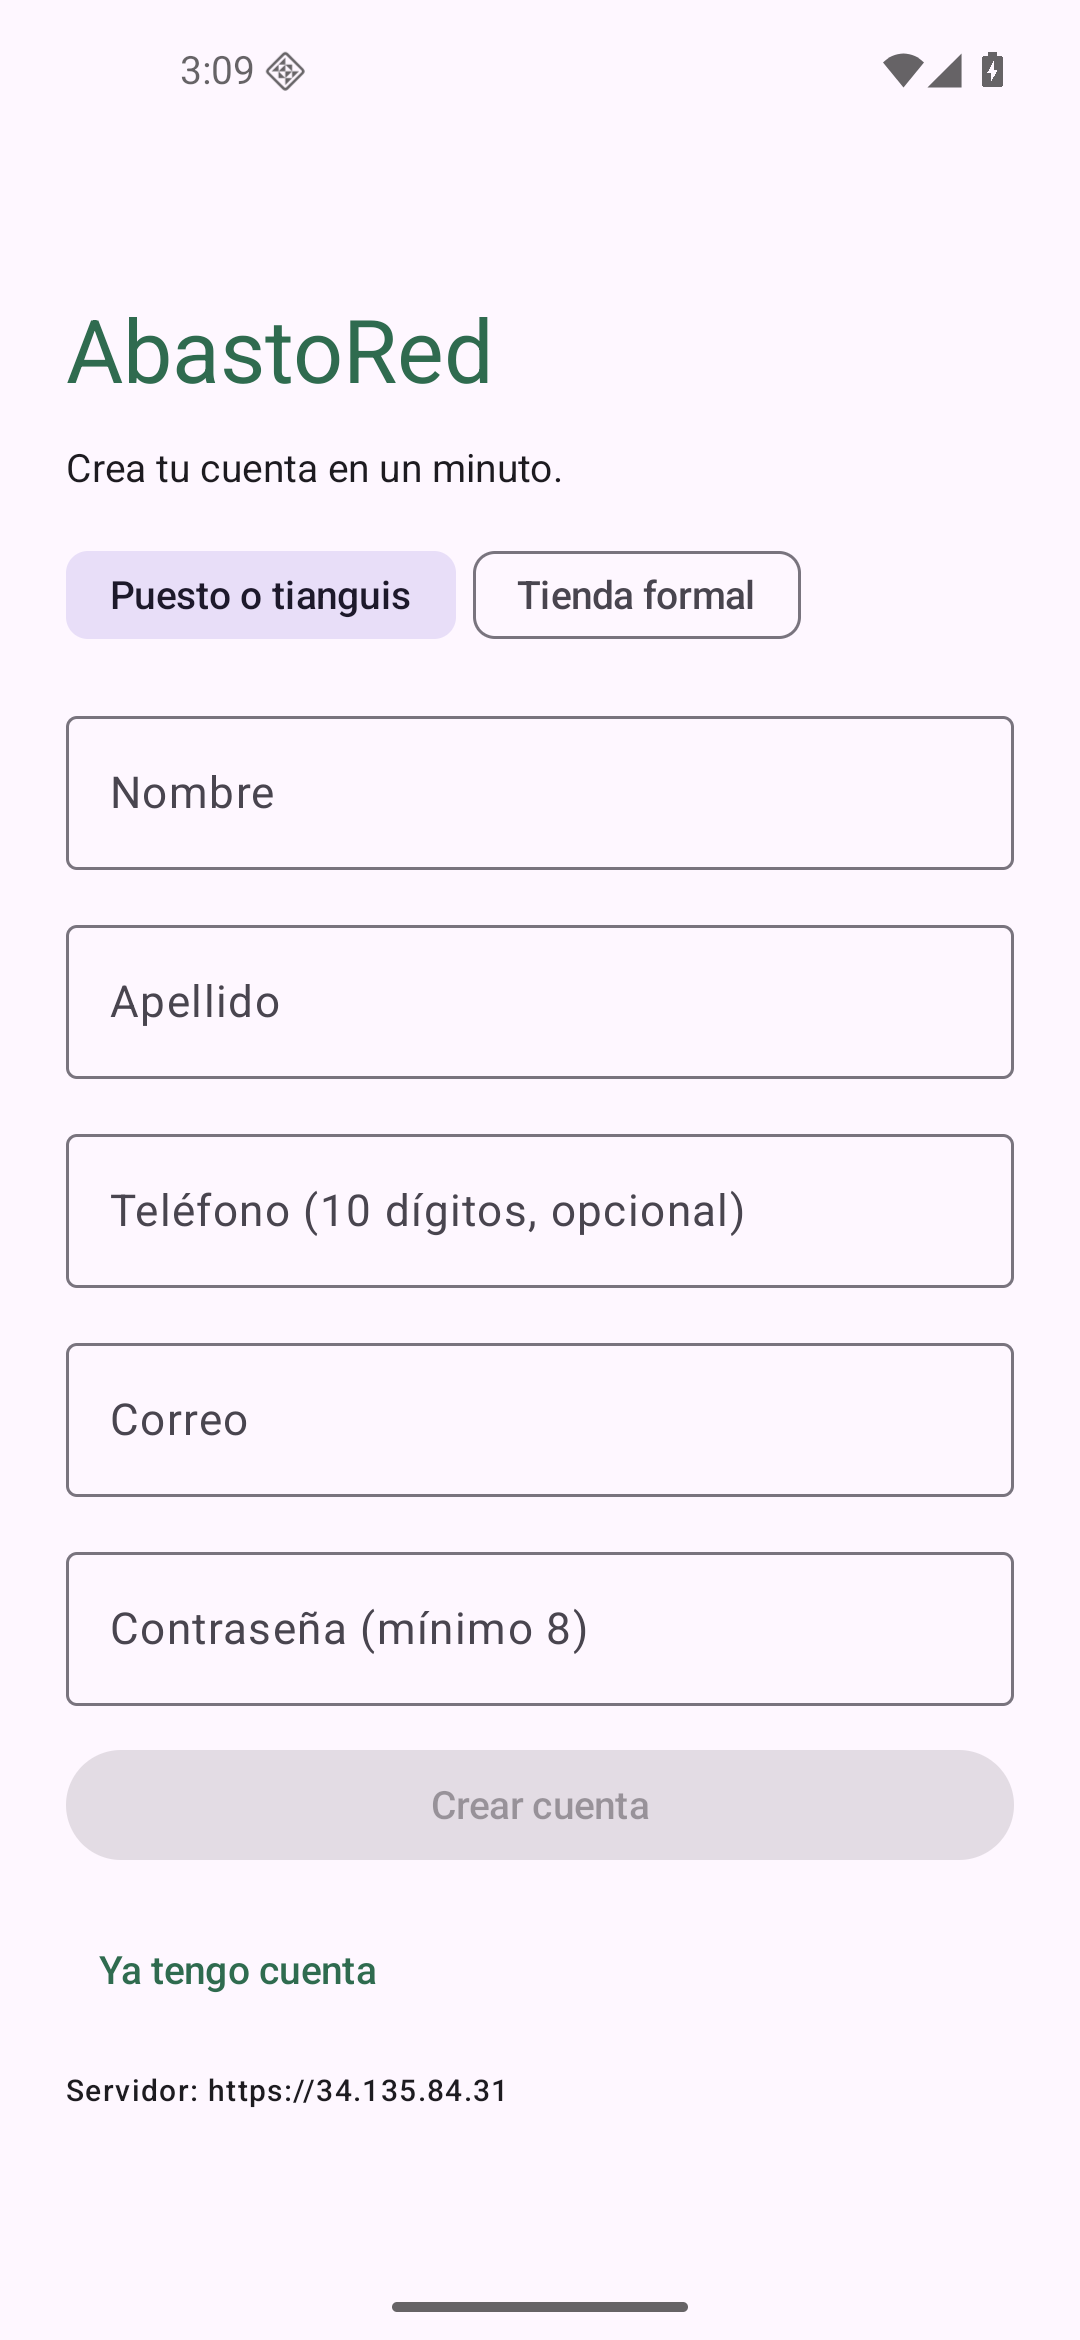 3:09
AbastoRed
Crea tu cuenta en un minuto.
Puesto o tianguis
Tienda formal
Nombre
Apellido
Teléfono (10 dígitos, opcional)
Correo
Contraseña (mínimo 8)
Crear cuenta
Ya tengo cuenta
Servidor: https://34.135.84.31